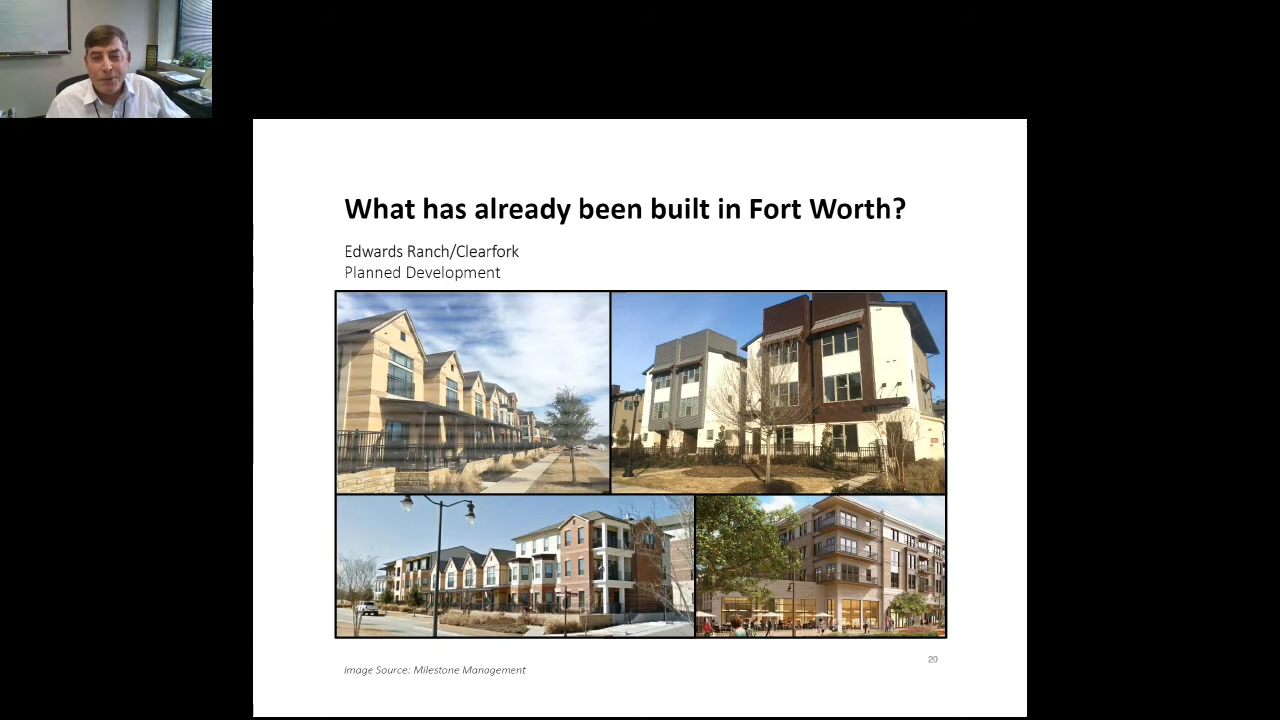 What has already been built in Fort Worth?
Edwards Ranch/Clearfork
Planned Development
Image Source: Milestone Management
20